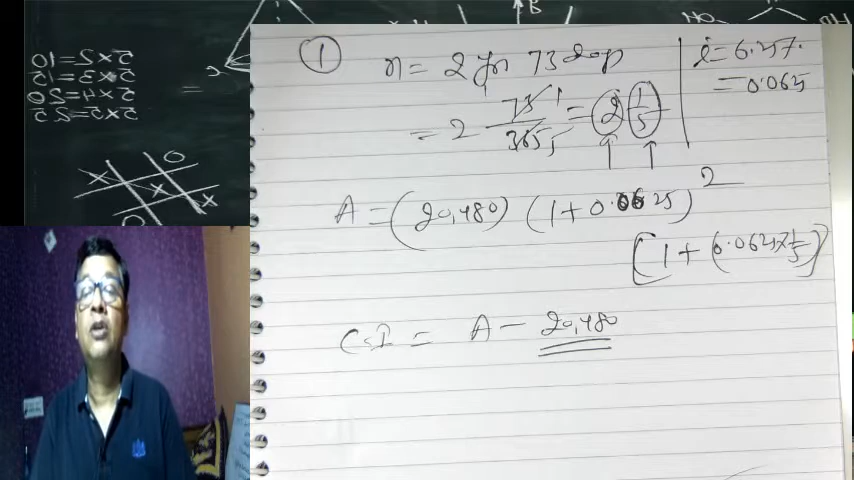 B
5×2=10
5×3=15
5×4=20
5×5=25
X O
X X
O
①
n = 2 yrs 73 days
= 2 73/365 = 2 1/5
i = 6.25%
= 0.0625
A = (20,480) (1+0.0625)²
[1 + (0.0625×1/5)]
C.I = A - 20,480